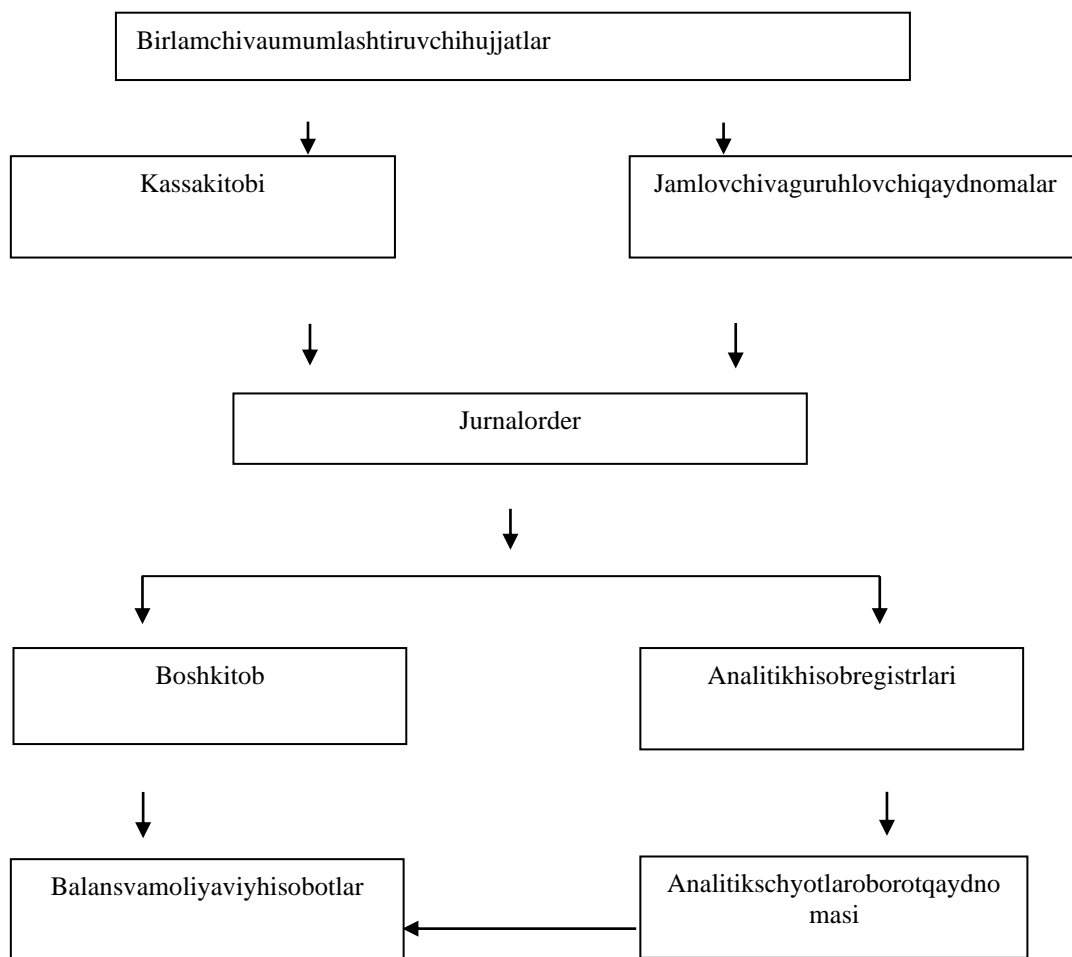 Birlamchivaumumlashtiruvchihujjatlar
Kassakitobi
Jamlovchivaguruhlovchiqaydnomalar
Jurnalorder
Boshkitob
Analitikhisobregistrlari
Balansvamoliyaviyhisobotlar
Analitikschyotlaroborotqaydno
masi